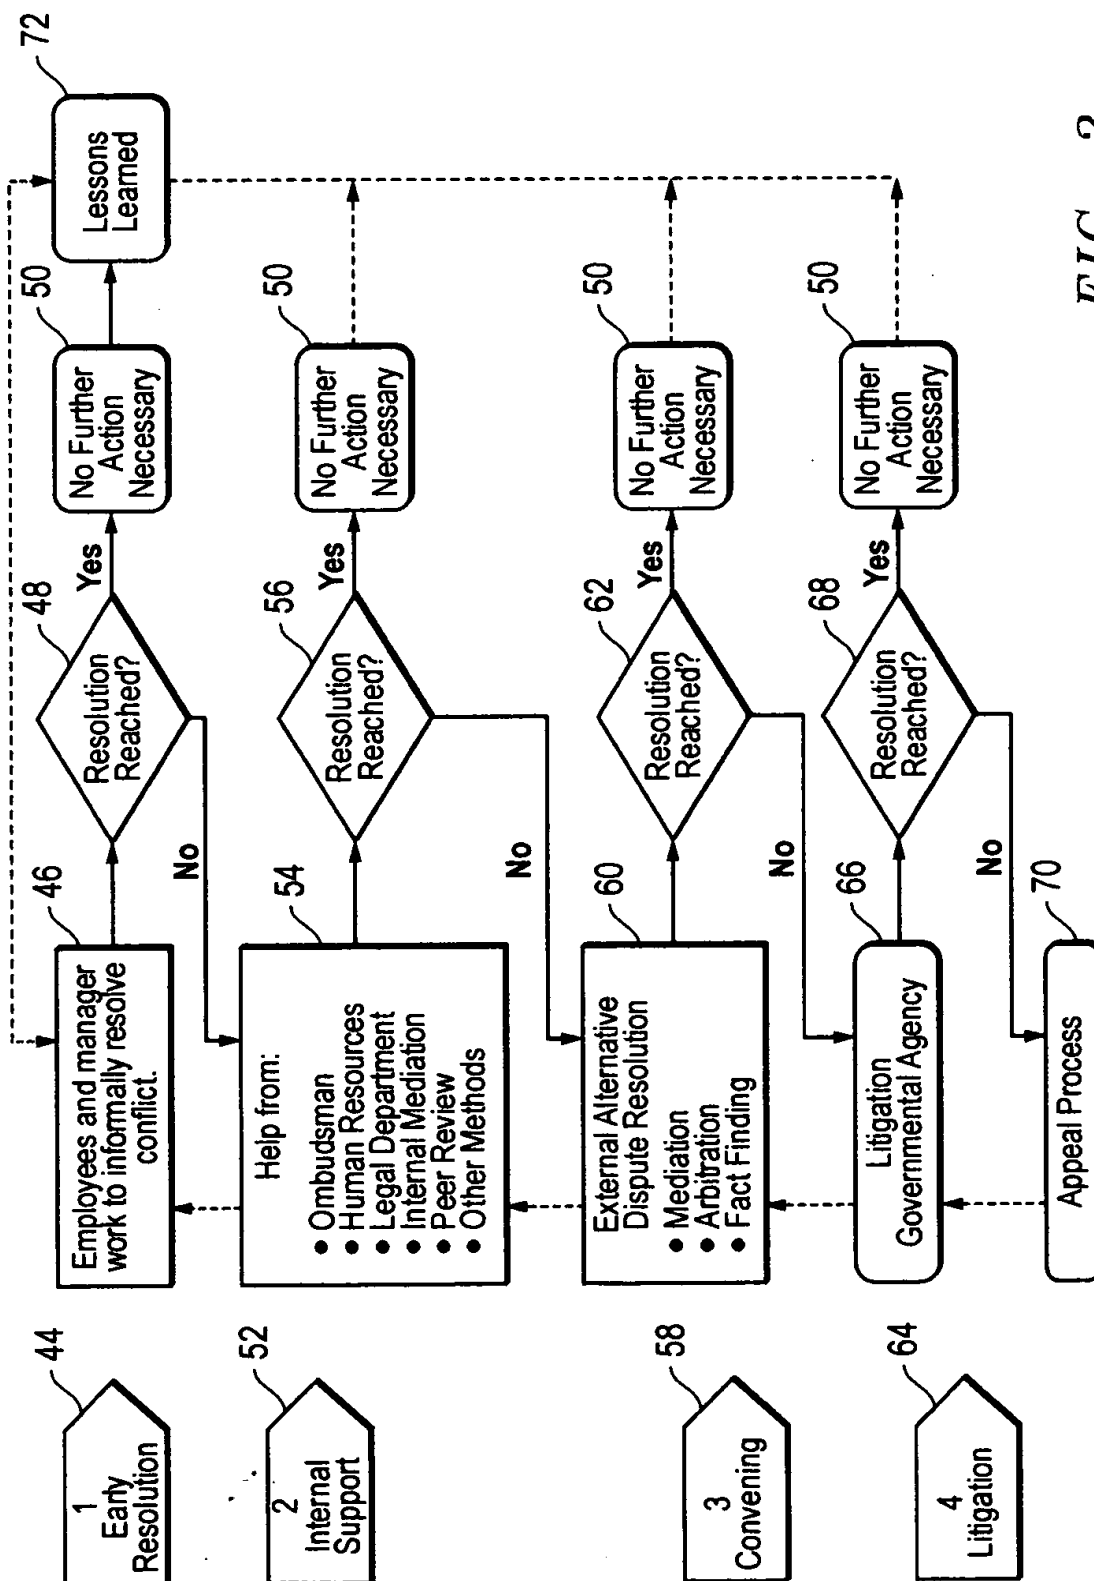 1
Early
Resolution
44
Employees and manager
work to informally resolve
conflict.
46
Resolution
Reached?
48
Yes
No
No Further
Action
Necessary
50
Lessons
Learned
72
2
Internal
Support
52
Help from:
● Ombudsman
● Human Resources
● Legal Department
● Internal Mediation
● Peer Review
● Other Methods
54
Resolution
Reached?
56
Yes
No
No Further
Action
Necessary
50
3
Convening
58
External Alternative
Dispute Resolution
● Mediation
● Arbitration
● Fact Finding
60
Resolution
Reached?
62
Yes
No
No Further
Action
Necessary
50
4
Litigation
64
Litigation
Governmental Agency
66
Resolution
Reached?
68
Yes
No
No Further
Action
Necessary
50
Appeal Process
70
FIG.